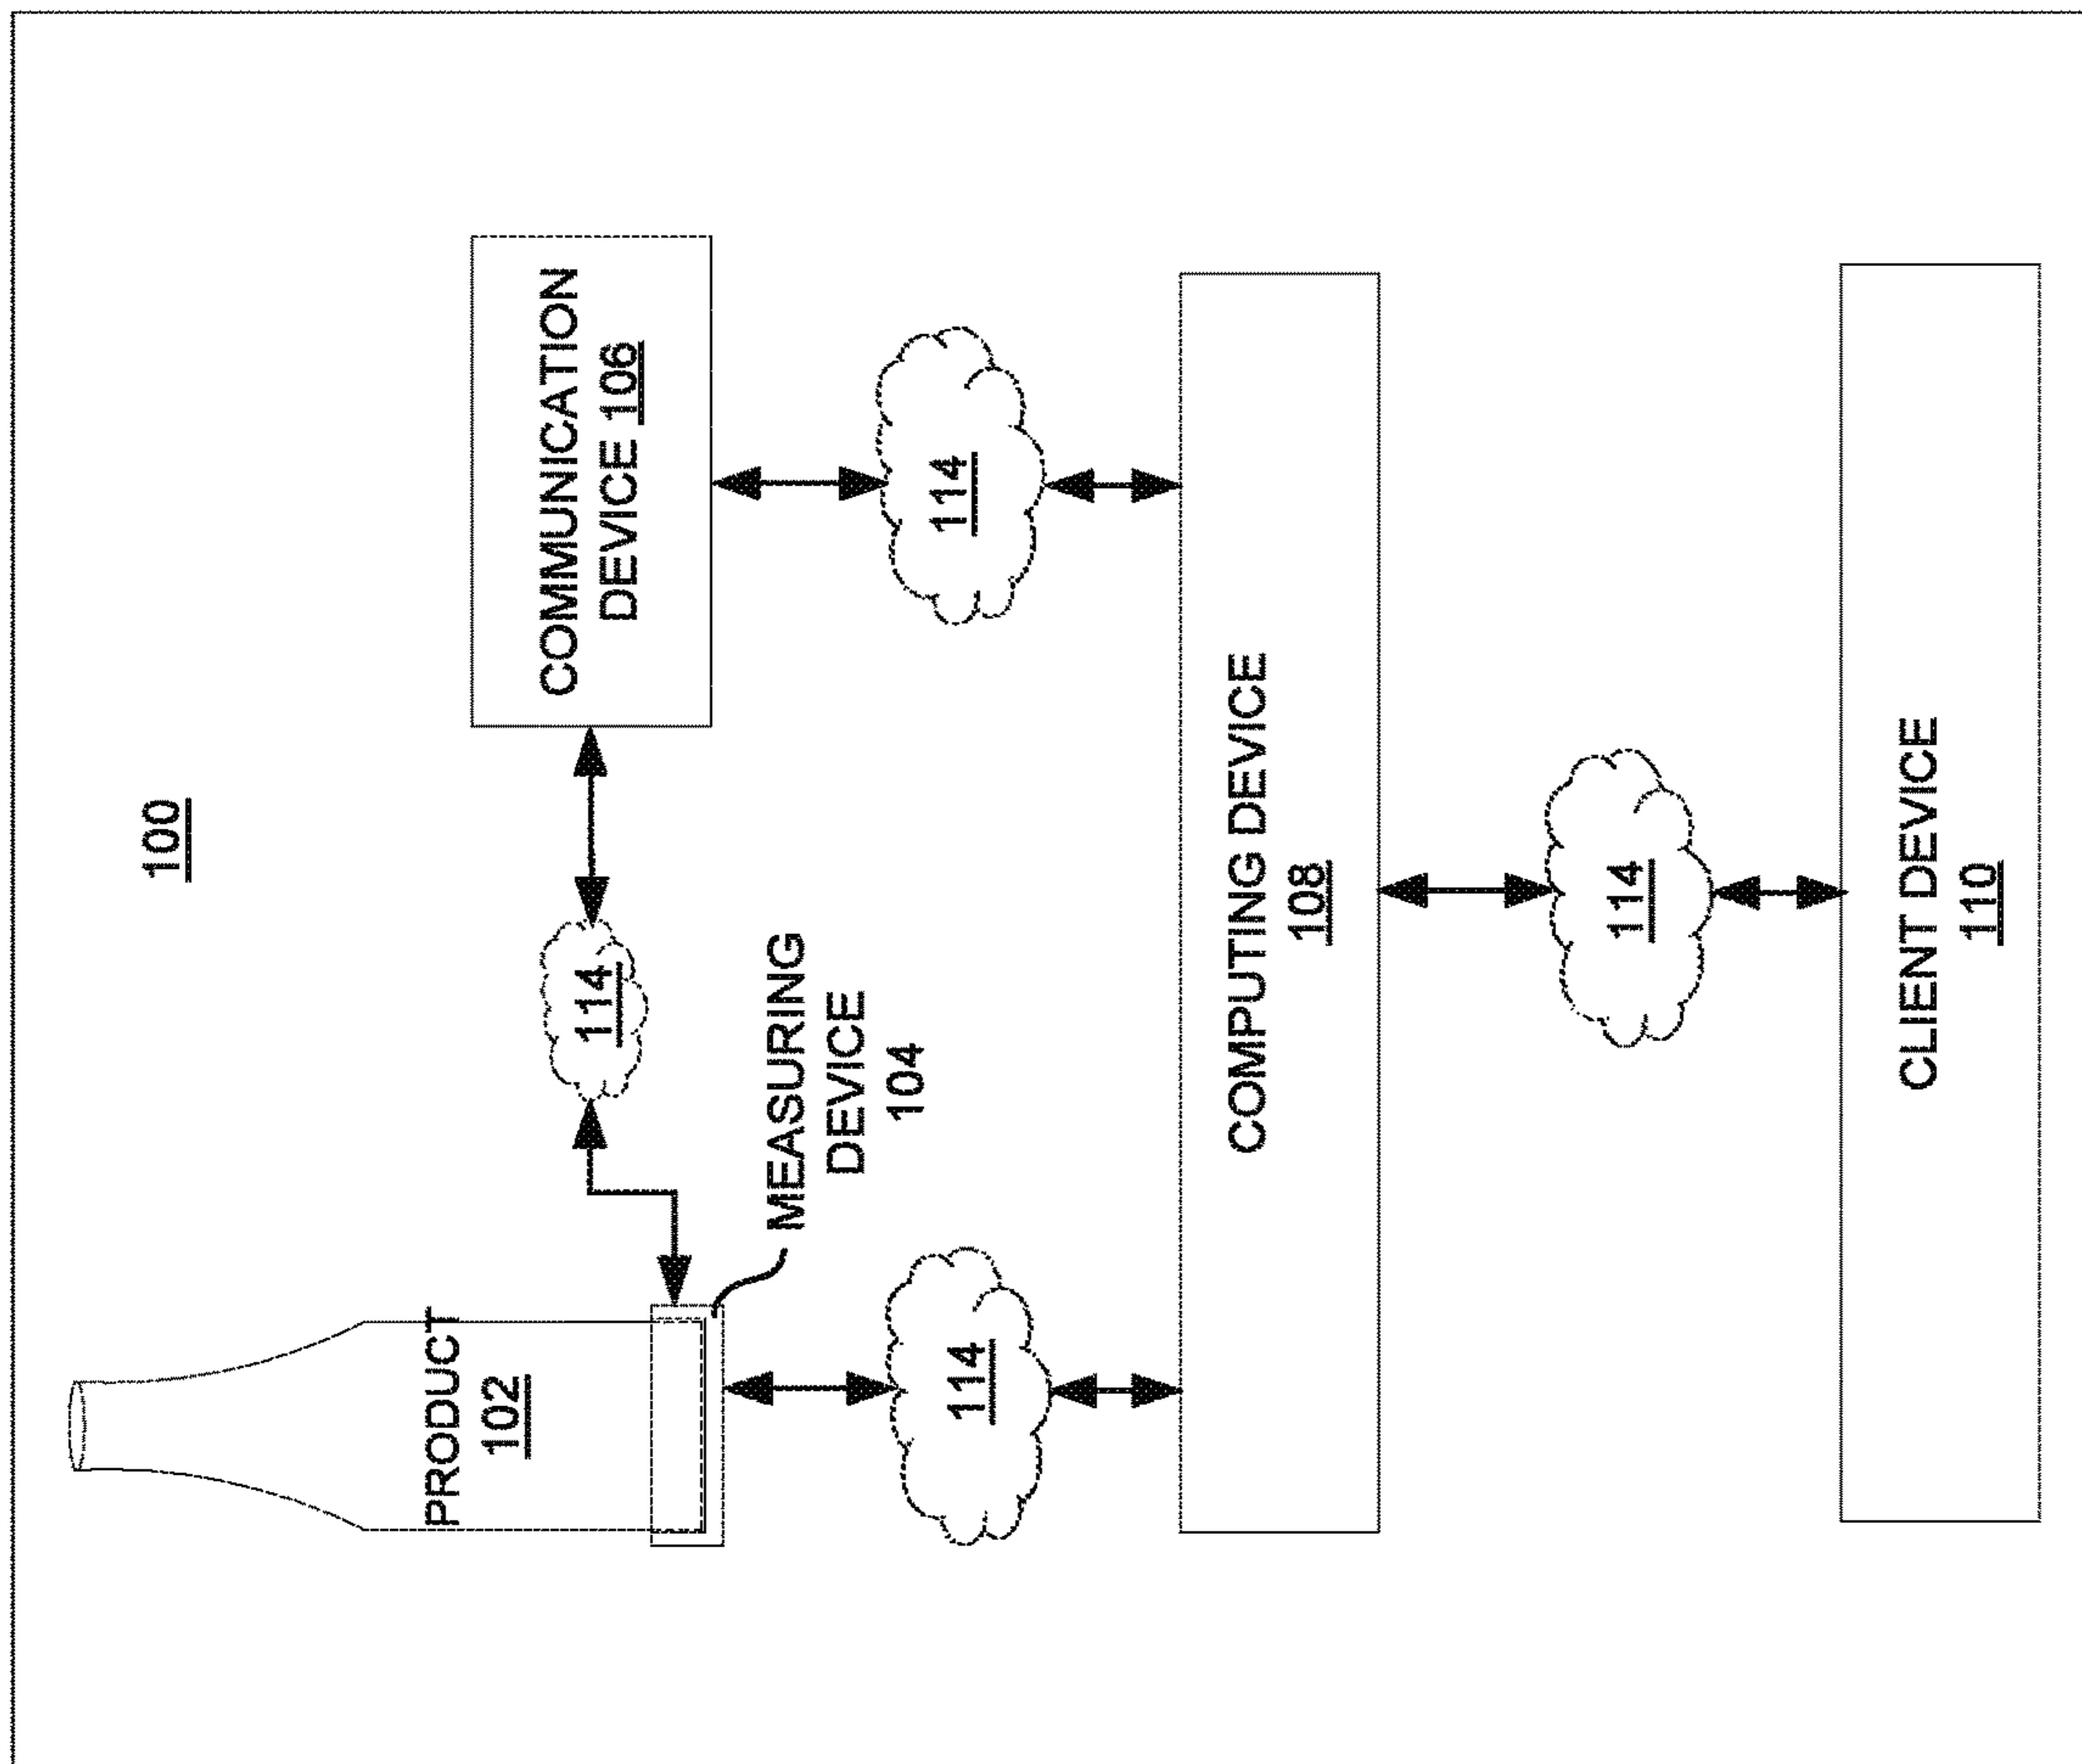 100
PRODUCT
102
114
COMMUNICATION
DEVICE 106
MEASURING
DEVICE
104
114
114
COMPUTING DEVICE
108
114
CLIENT DEVICE
110